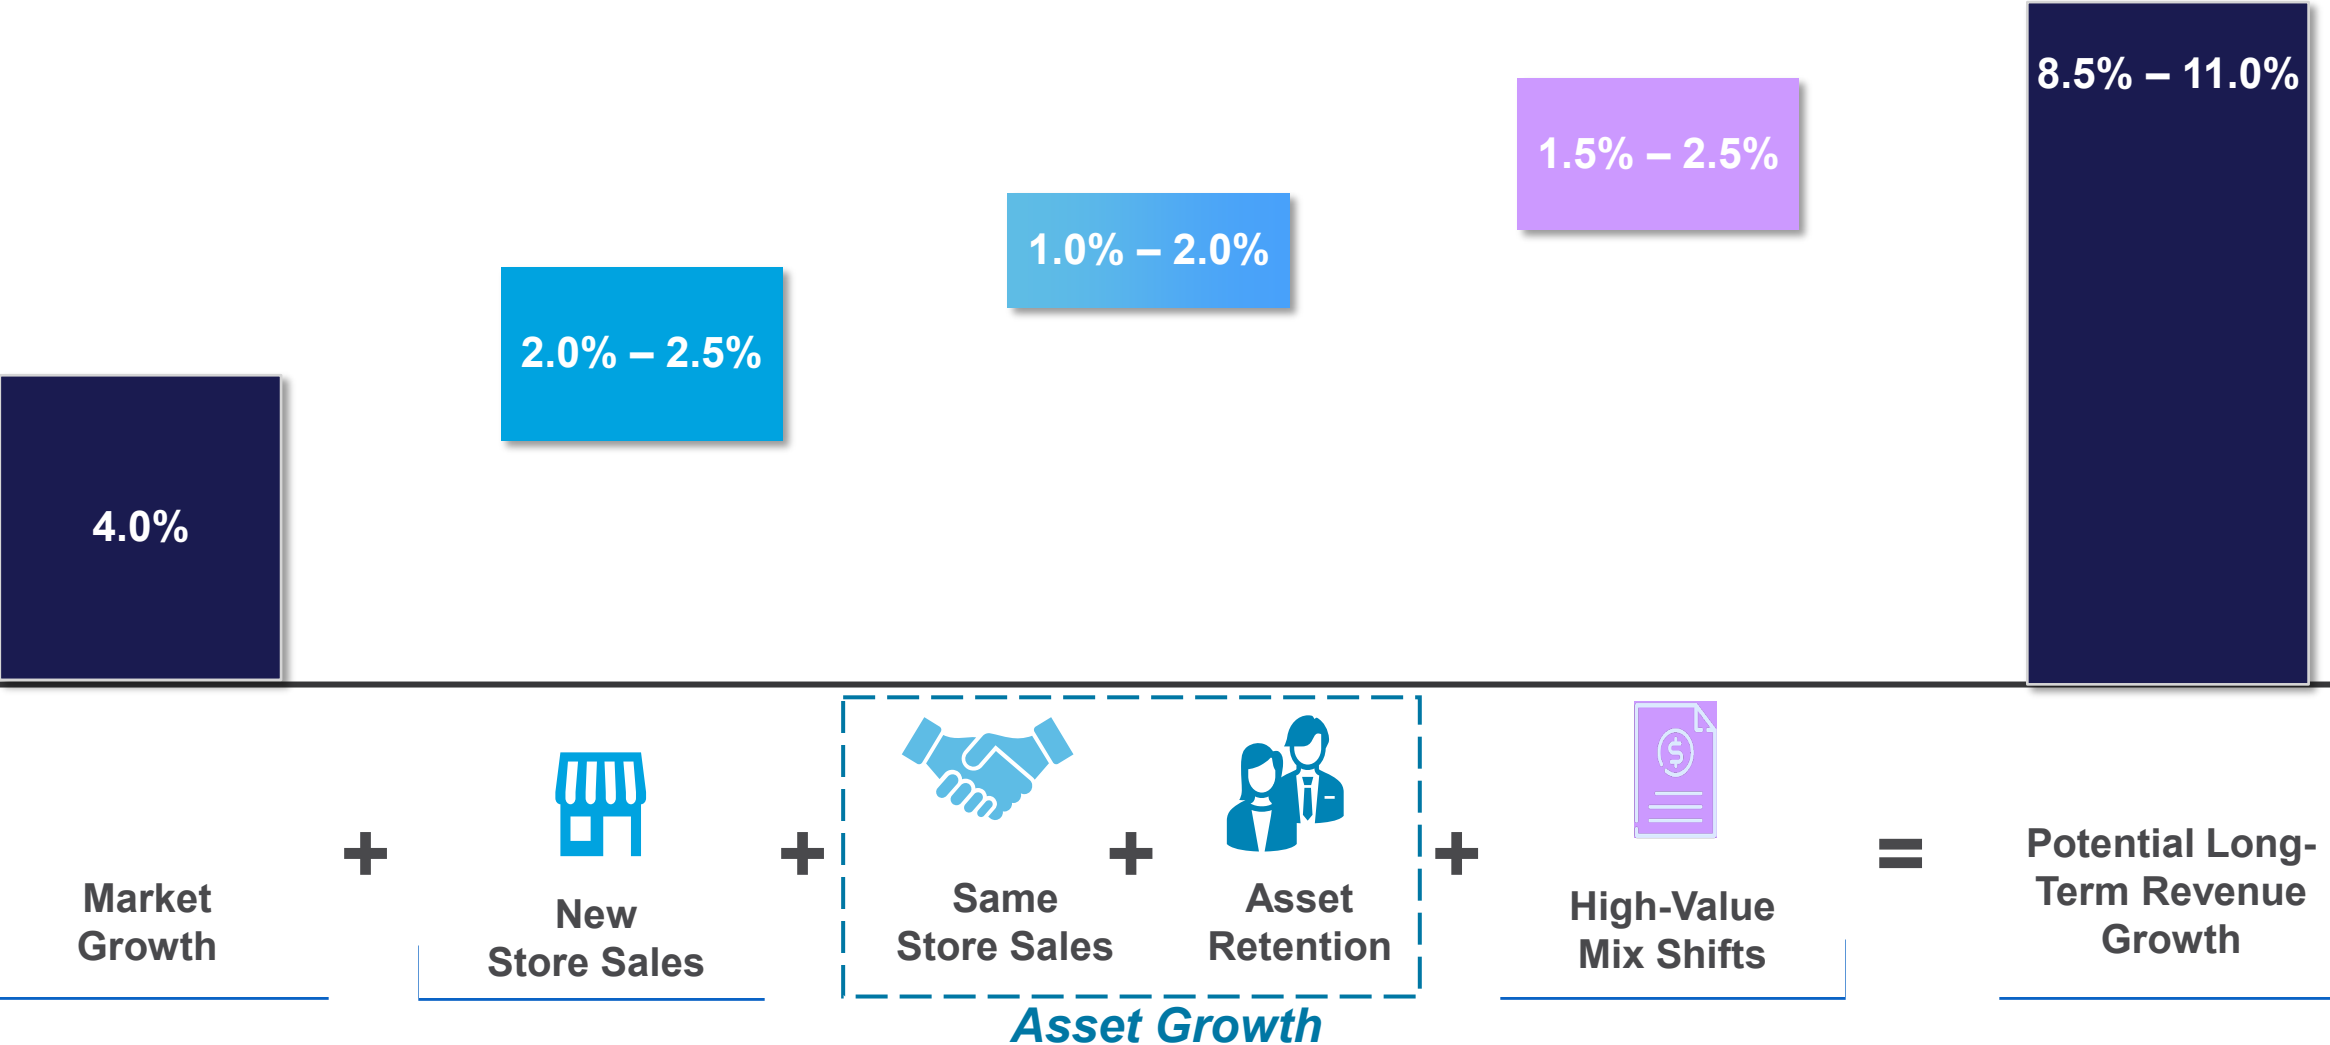 8.5% – 11.0%
1.5% – 2.5%
1.0% – 2.0%
2.0% – 2.5%
4.0%
Market
Growth
+
New
Store Sales
+
Same
Store Sales
+
Asset
Retention
Asset Growth
+
$
High-Value
Mix Shifts
=
Potential Long-
Term Revenue
Growth